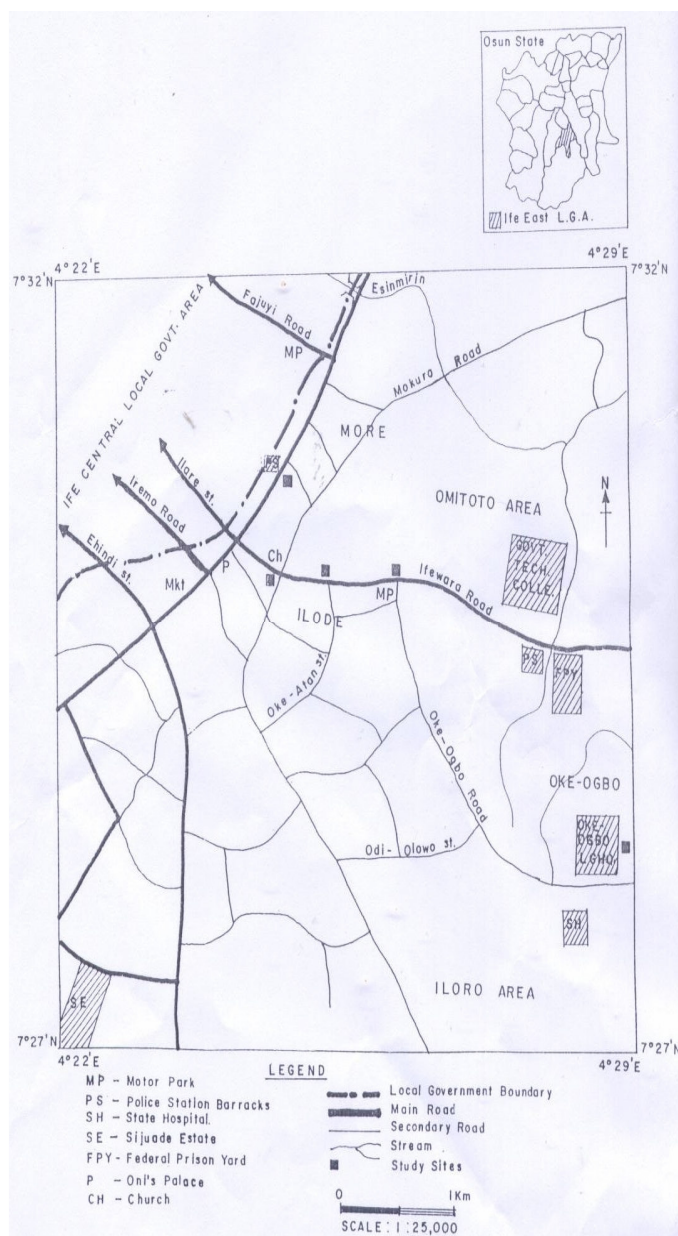 Osun State
Ife East L.G.A.
4°22'E
4°29'E
7°32'N
7°32'N
Esinmirin
Fajuyi Road
MP
IFE CENTRAL LOCAL GOVT. AREA
Mokuro Road
MORE
PS
Ilare st.
Iremo Road
OMITOTO AREA
N
Ehindi st.
GOVT.
TECH.
COLLE.
P
Ch
Mkt
Ifewara Road
MP
ILODE
PS
FPY
Oke-Atan st.
Oke-Ogbo Road
OKE-OGBO
OKE-
OGBO
LGHQ
Odi-Olowo st.
SH
ILORO AREA
SE
7°27'N
7°27'N
4°22'E
4°29'E
LEGEND
MP - Motor Park
PS - Police Station Barracks
SH - State Hospital.
SE - Sijuade Estate
FPY - Federal Prison Yard
P - Oni's Palace
CH - Church
Local Government Boundary
Main Road
Secondary Road
Stream
Study Sites
0 1Km
SCALE: 1:25,000